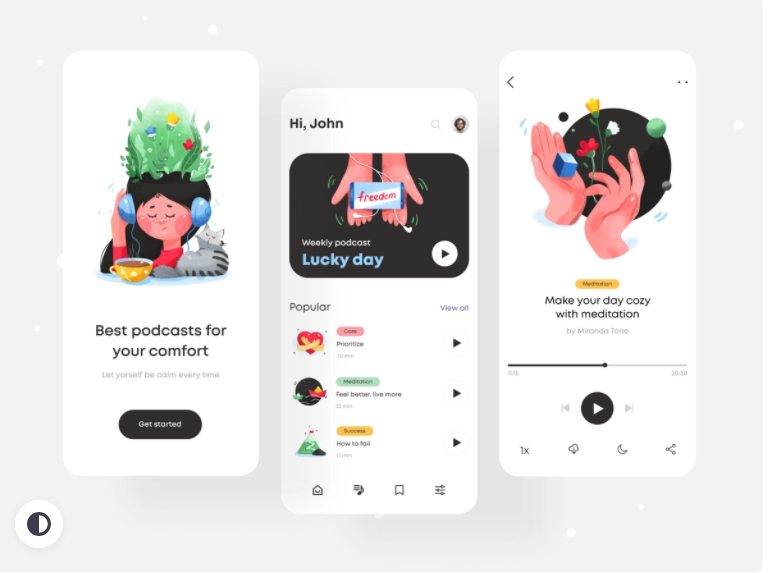 Best podcasts for
your comfort
Let yorself be calm every time
Get started
Hi, John
freedom
Weekly podcast
Lucky day
Popular
View all
Care
Prioritize
10 min
Meditation
Feel better, live more
22 min
Success
How to fail
17 min
Meditation
Make your day cozy
with meditation
by Miranda Tone
11:15
20:30
1x